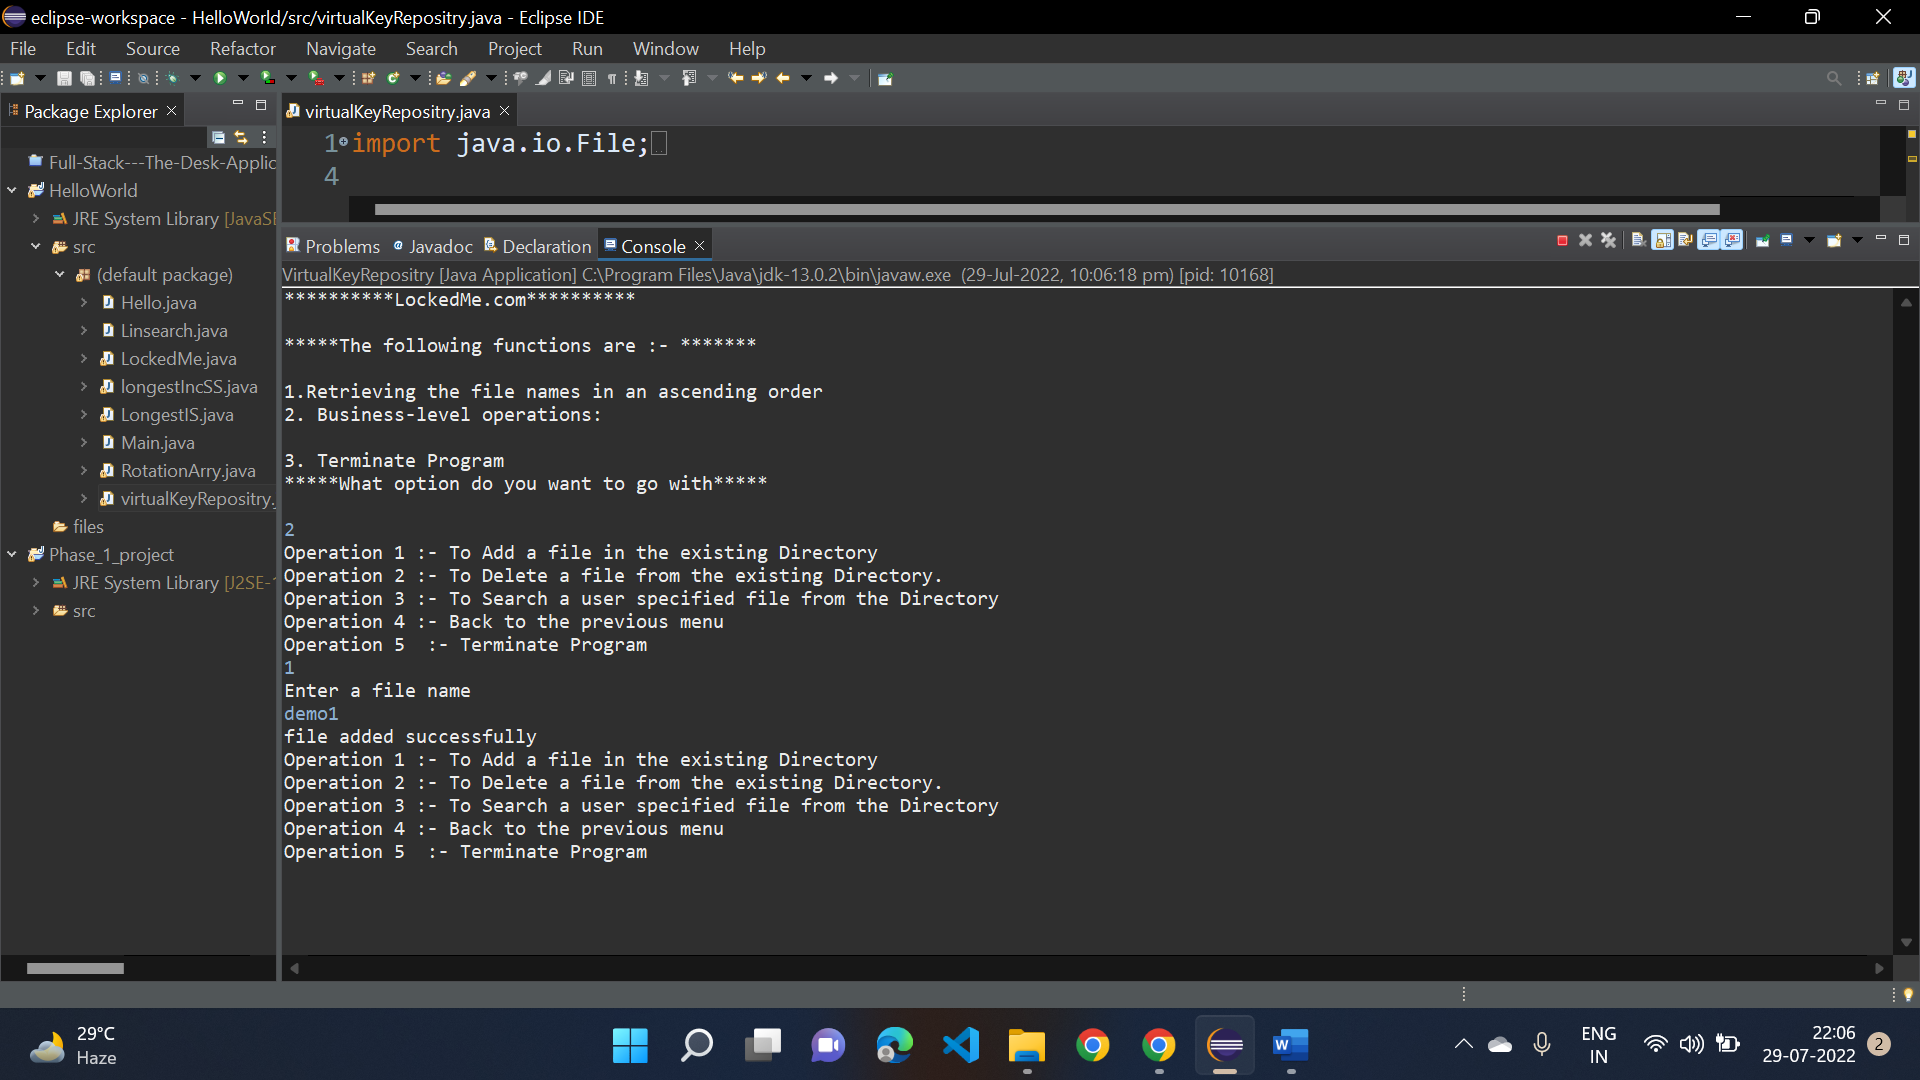 eclipse-workspace - HelloWorld/src/virtualKeyRepositry.java - Eclipse IDE
File Edit Source Refactor Navigate Search Project Run Window Help
Package Explorer
virtualKeyRepositry.java
1 import java.io.File;
4
Full-Stack---The-Desk-Applic
HelloWorld
JRE System Library [JavaSE
src
(default package)
Hello.java
Linsearch.java
LockedMe.java
longestIncSS.java
LongestIS.java
Main.java
RotationArry.java
virtualKeyRepositry.
files
Phase_1_project
JRE System Library [J2SE-1
src
Problems Javadoc Declaration Console
VirtualKeyRepositry [Java Application] C:\Program Files\Java\jdk-13.0.2\bin\javaw.exe (29-Jul-2022, 10:06:18 pm) [pid: 10168]
**********LockedMe.com**********
*****The following functions are :- *******
1.Retrieving the file names in an ascending order
2. Business-level operations:
3. Terminate Program
*****What option do you want to go with*****
2
Operation 1 :- To Add a file in the existing Directory
Operation 2 :- To Delete a file from the existing Directory.
Operation 3 :- To Search a user specified file from the Directory
Operation 4 :- Back to the previous menu
Operation 5  :- Terminate Program
1
Enter a file name
demo1
file added successfully
Operation 1 :- To Add a file in the existing Directory
Operation 2 :- To Delete a file from the existing Directory.
Operation 3 :- To Search a user specified file from the Directory
Operation 4 :- Back to the previous menu
Operation 5  :- Terminate Program
29°C
Haze
ENG
IN
22:06
29-07-2022
2